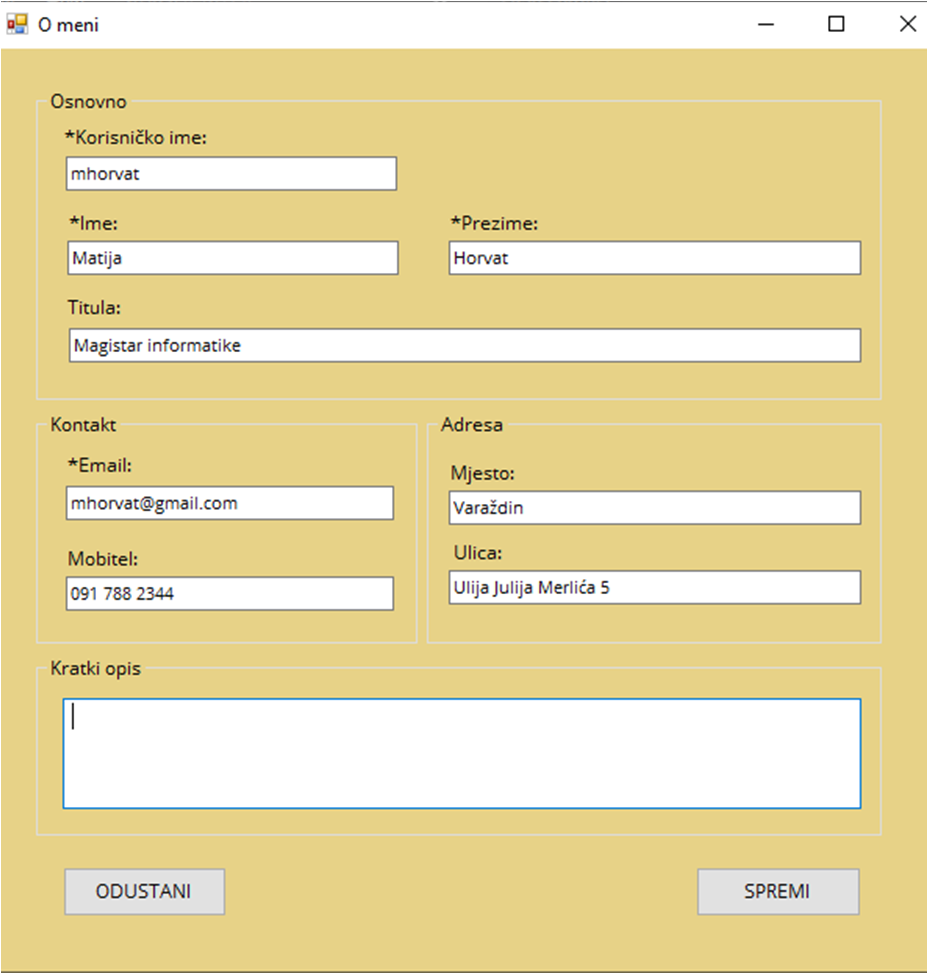 O meni
Osnovno
*Korisničko ime:
mhorvat
*Ime: *Prezime:
Matija Horvat
Titula:
Magistar informatike
Kontakt
*Email:
mhorvat@gmail.com
Mobitel:
091 788 2344
Adresa
Mjesto:
Varaždin
Ulica:
Ulija Julija Merlića 5
Kratki opis
ODUSTANI SPREMI